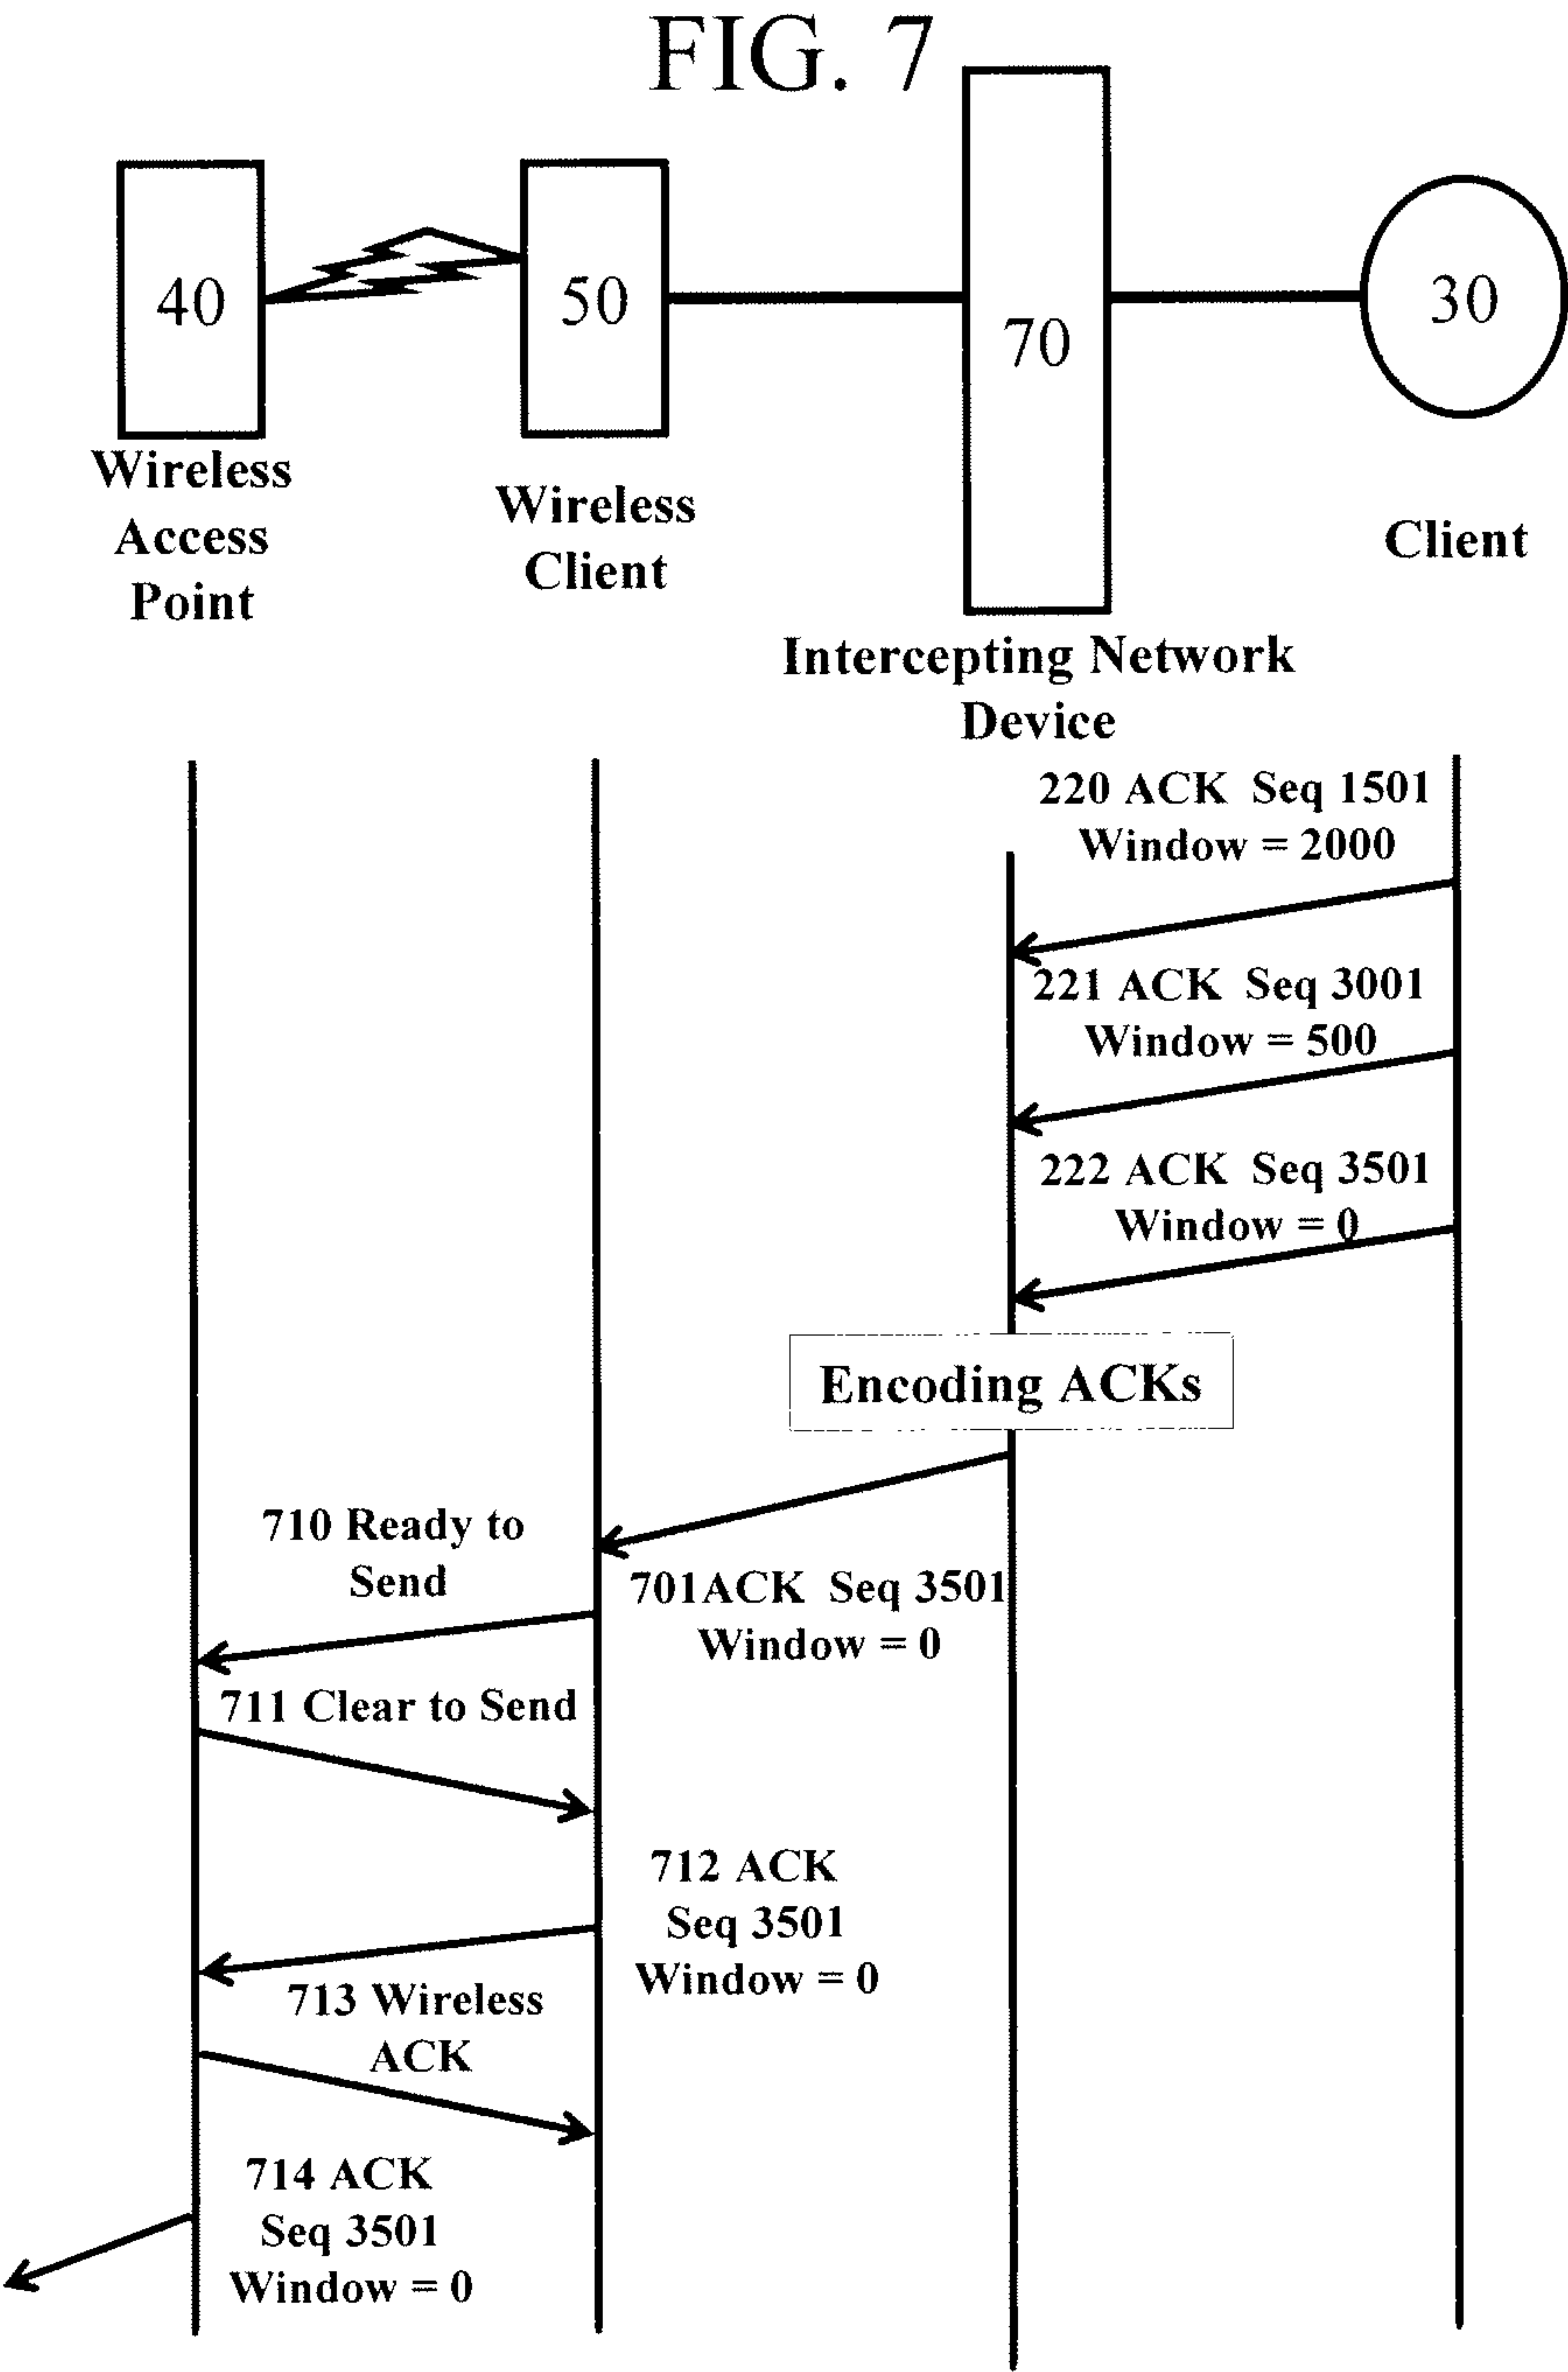 FIG. 7
40
50
70
30
Wireless
Access
Point
Wireless
Client
Intercepting Network
Device
Client
220 ACK Seq 1501
Window = 2000
221 ACK Seq 3001
Window = 500
222 ACK Seq 3501
Window = 0
Encoding ACKs
710 Ready to
Send
701ACK Seq 3501
Window = 0
711 Clear to Send
712 ACK
Seq 3501
Window = 0
713 Wireless
ACK
714 ACK
Seq 3501
Window = 0